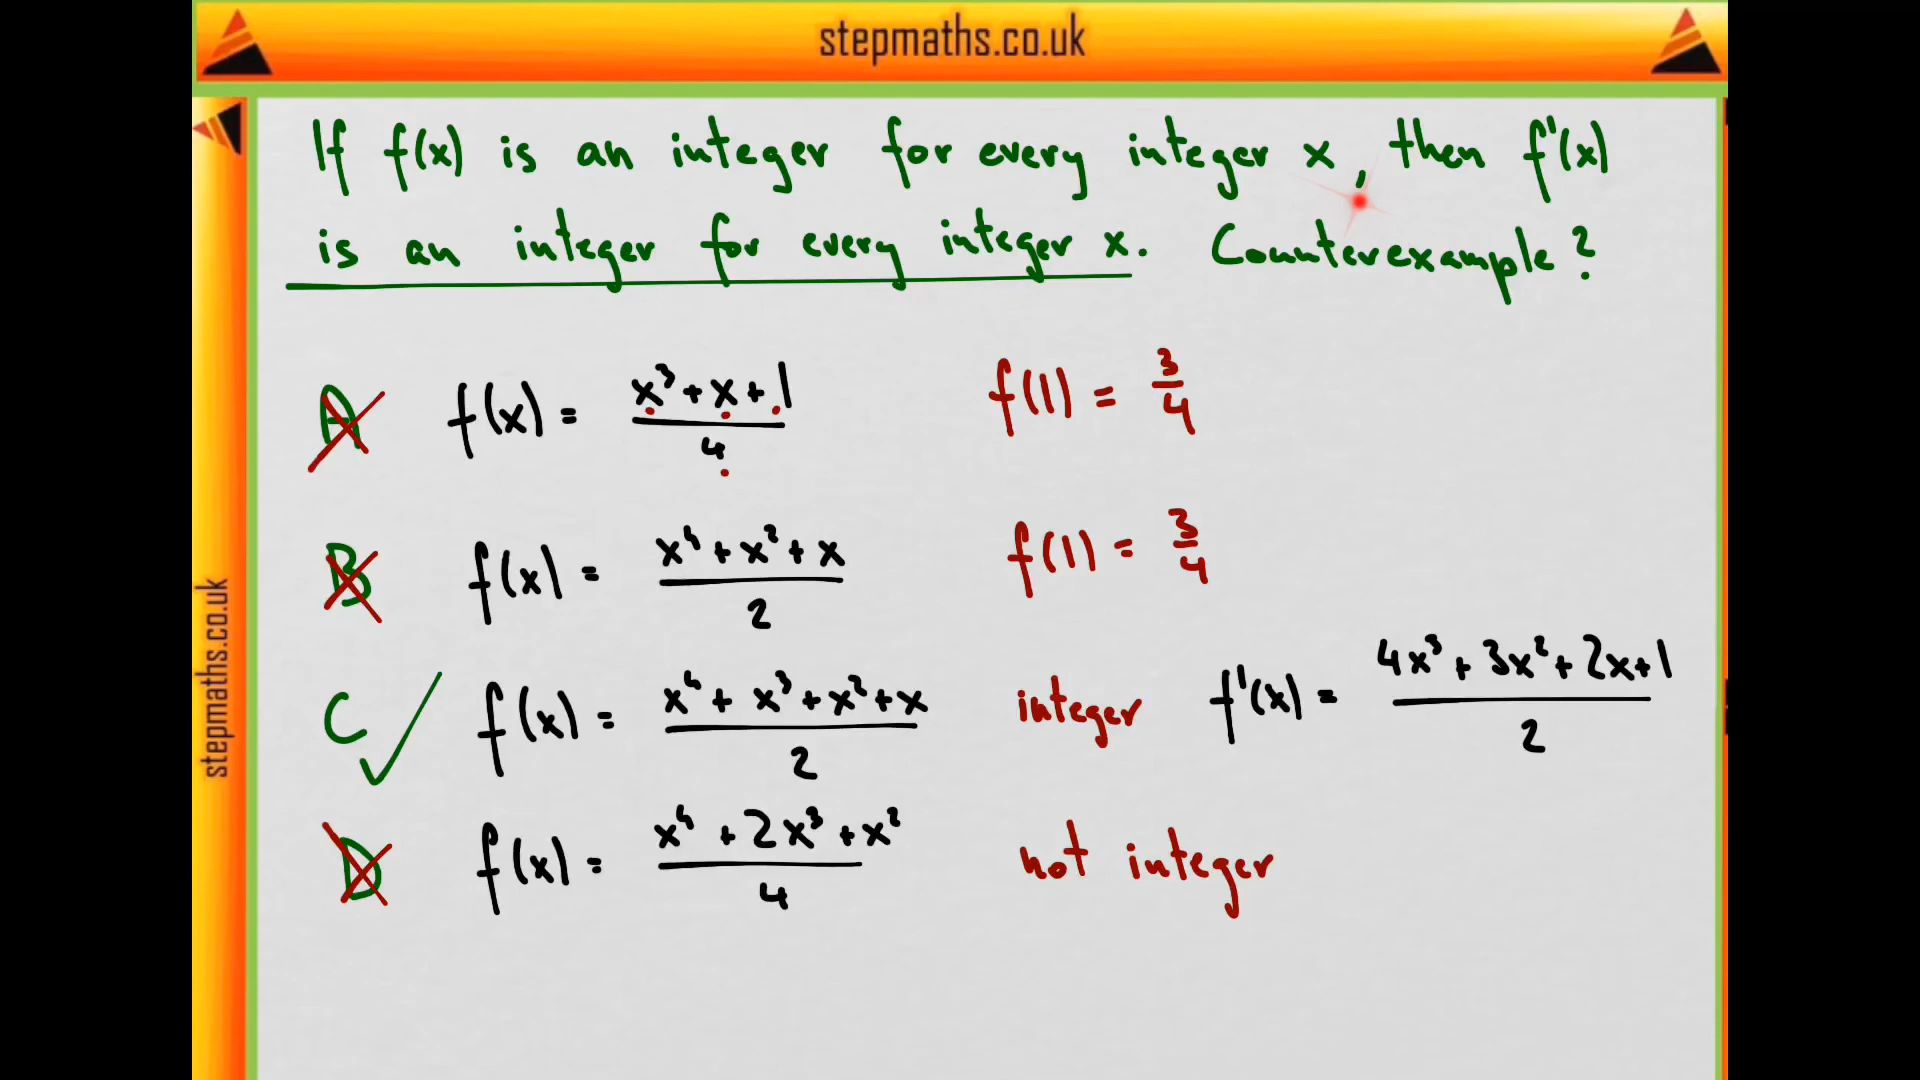 stepmaths.co.uk
stepmaths.co.uk
If f(x) is an integer for every integer x, then f'(x)
is an integer for every integer x. Counterexample?
A f(x) = (x³ + x + 1)/4 f(1) = 3/4
B f(x) = (x⁴ + x² + x)/2 f(1) = 3/4
C f(x) = (x⁴ + x³ + x² + x)/2 integer f'(x) = (4x³ + 3x² + 2x + 1)/2
D f(x) = (x⁴ + 2x³ + x²)/4 not integer